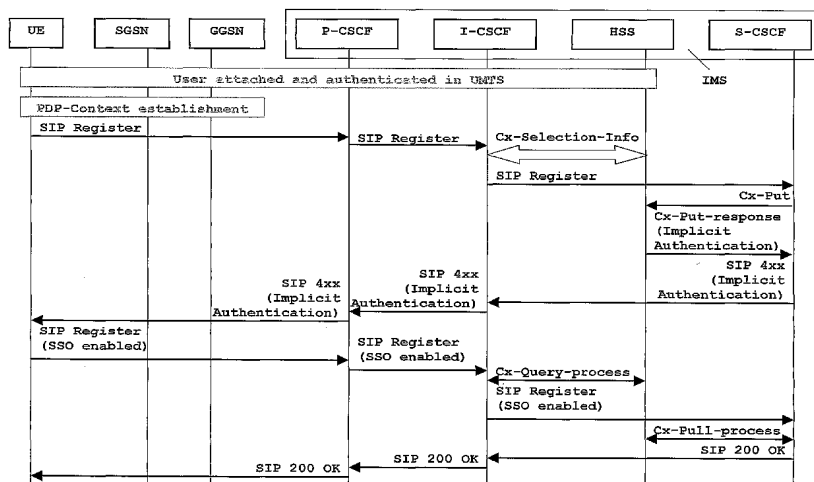 UE SGSN GGSN P-CSCF I-CSCF HSS S-CSCF
IMS
User attached and authenticated in UMTS
PDP-Context establishment
SIP Register
SIP Register
Cx-Selection-Info
SIP Register
Cx-Put
Cx-Put-response
(Implicit
Authentication)
SIP 4xx
(Implicit
Authentication)
SIP 4xx
(Implicit
Authentication)
SIP 4xx
(Implicit
Authentication)
SIP Register
(SSO enabled)
SIP Register
(SSO enabled)
Cx-Query-process
SIP Register
(SSO enabled)
Cx-Pull-process
SIP 200 OK
SIP 200 OK
SIP 200 OK